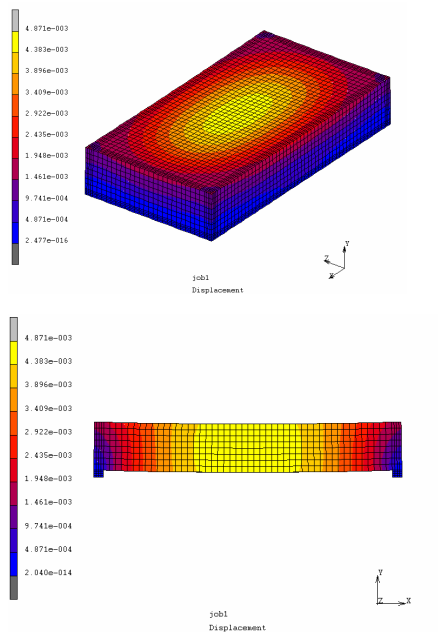 4.871e-003
4.383e-003
3.896e-003
3.409e-003
2.922e-003
2.435e-003
1.948e-003
1.461e-003
9.741e-004
4.871e-004
2.477e-016
Y
Z
X
job1
Displacement
4.871e-003
4.383e-003
3.896e-003
3.409e-003
2.922e-003
2.435e-003
1.948e-003
1.461e-003
9.741e-004
4.871e-004
2.040e-014
Y
Z
X
job1
Displacement